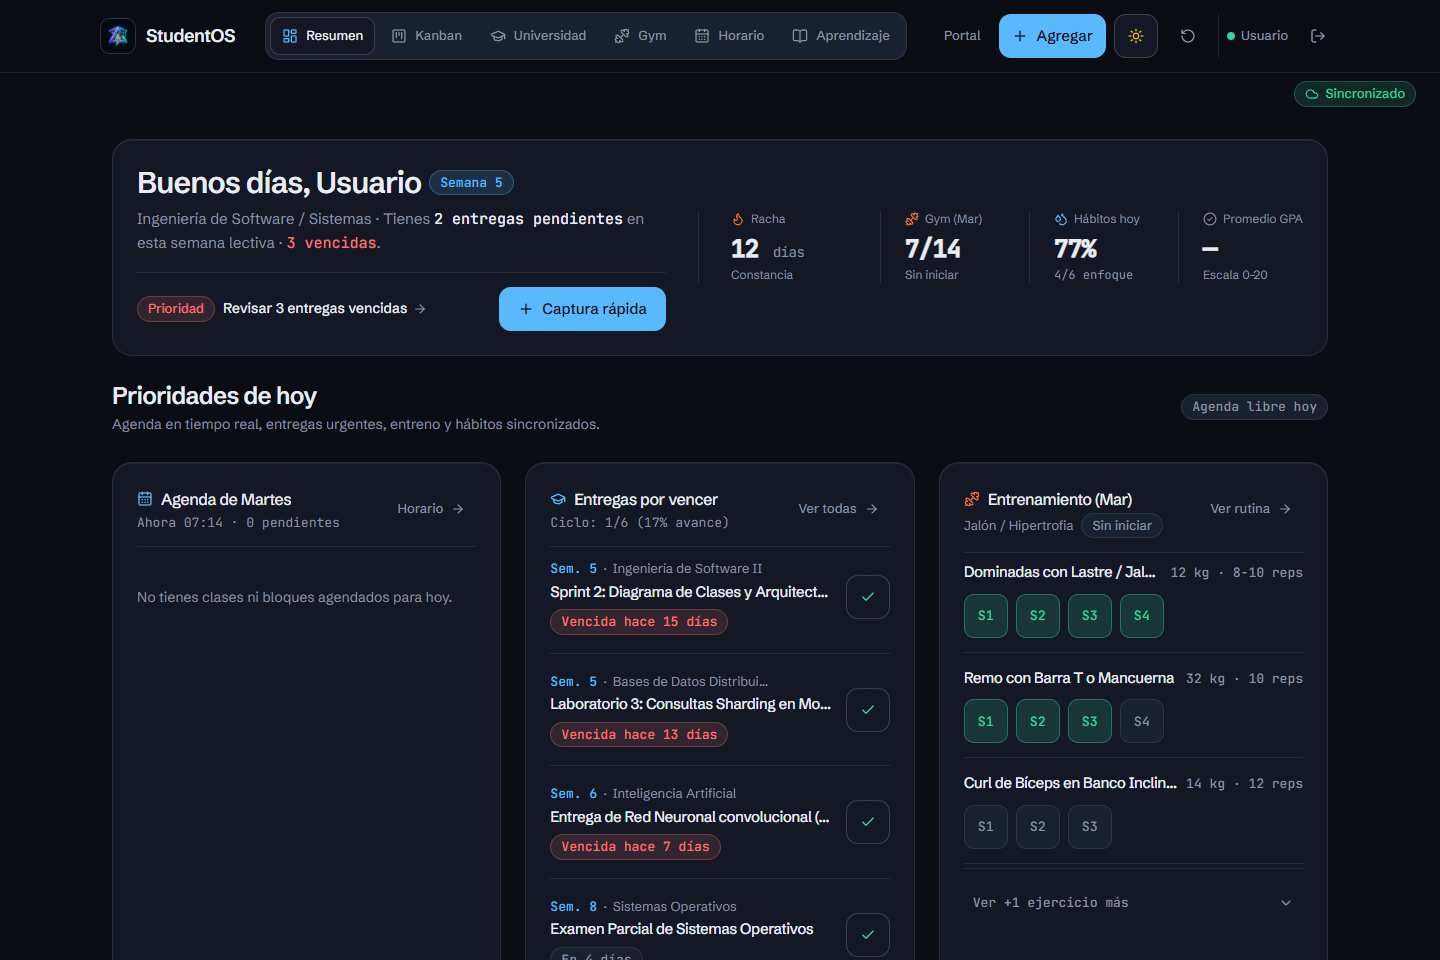 StudentOS
Resumen
Kanban
Universidad
Gym
Horario
Aprendizaje
Portal
+ Agregar
Usuario
Sincronizado
Buenos días, Usuario
Semana 5
Ingeniería de Software / Sistemas · Tienes 2 entregas pendientes en
esta semana lectiva · 3 vencidas.
Prioridad
Revisar 3 entregas vencidas →
+ Captura rápida
Racha
12 días
Constancia
Gym (Mar)
7/14
Sin iniciar
Hábitos hoy
77%
4/6 enfoque
Promedio GPA
—
Escala 0-20
Prioridades de hoy
Agenda en tiempo real, entregas urgentes, entreno y hábitos sincronizados.
Agenda libre hoy
Agenda de Martes
Ahora 07:14 · 0 pendientes
Horario →
No tienes clases ni bloques agendados para hoy.
Entregas por vencer
Ciclo: 1/6 (17% avance)
Ver todas →
Sem. 5 · Ingeniería de Software II
Sprint 2: Diagrama de Clases y Arquitect...
Vencida hace 15 días
Sem. 5 · Bases de Datos Distribui...
Laboratorio 3: Consultas Sharding en Mo...
Vencida hace 13 días
Sem. 6 · Inteligencia Artificial
Entrega de Red Neuronal convolucional (...
Vencida hace 7 días
Sem. 8 · Sistemas Operativos
Examen Parcial de Sistemas Operativos
En 4 días
Entrenamiento (Mar)
Jalón / Hipertrofia
Sin iniciar
Ver rutina →
Dominadas con Lastre / Jal... 12 kg · 8-10 reps
S1 S2 S3 S4
Remo con Barra T o Mancuerna 32 kg · 10 reps
S1 S2 S3 S4
Curl de Bíceps en Banco Inclin... 14 kg · 12 reps
S1 S2 S3
Ver +1 ejercicio más